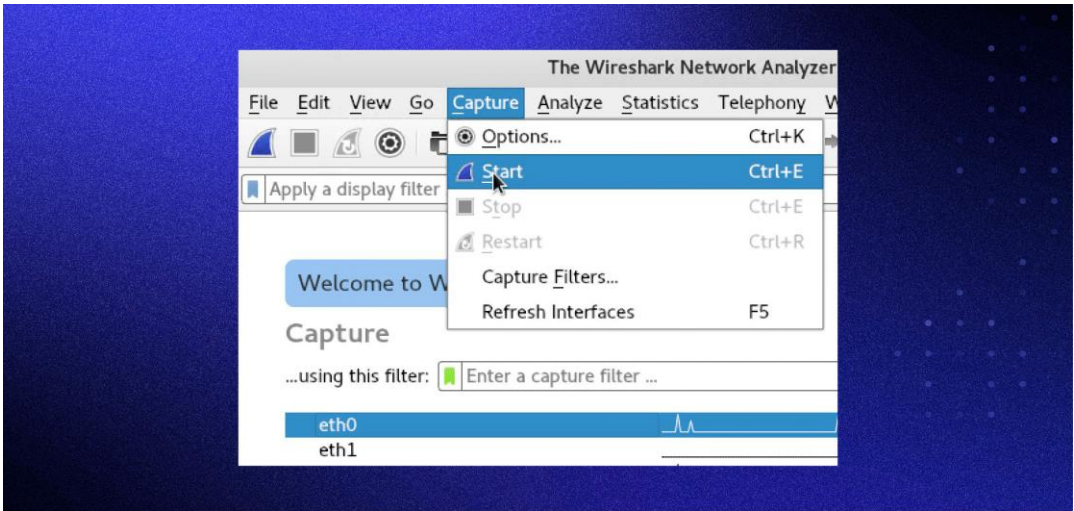 The Wireshark Network Analyzer
File Edit View Go Capture Analyze Statistics Telephony
Options... Ctrl+K
Start Ctrl+E
Apply a display filter
Stop Ctrl+E
Restart Ctrl+R
Capture Filters...
Welcome to
Refresh Interfaces F5
Capture
...using this filter: Enter a capture filter ...
eth0
eth1